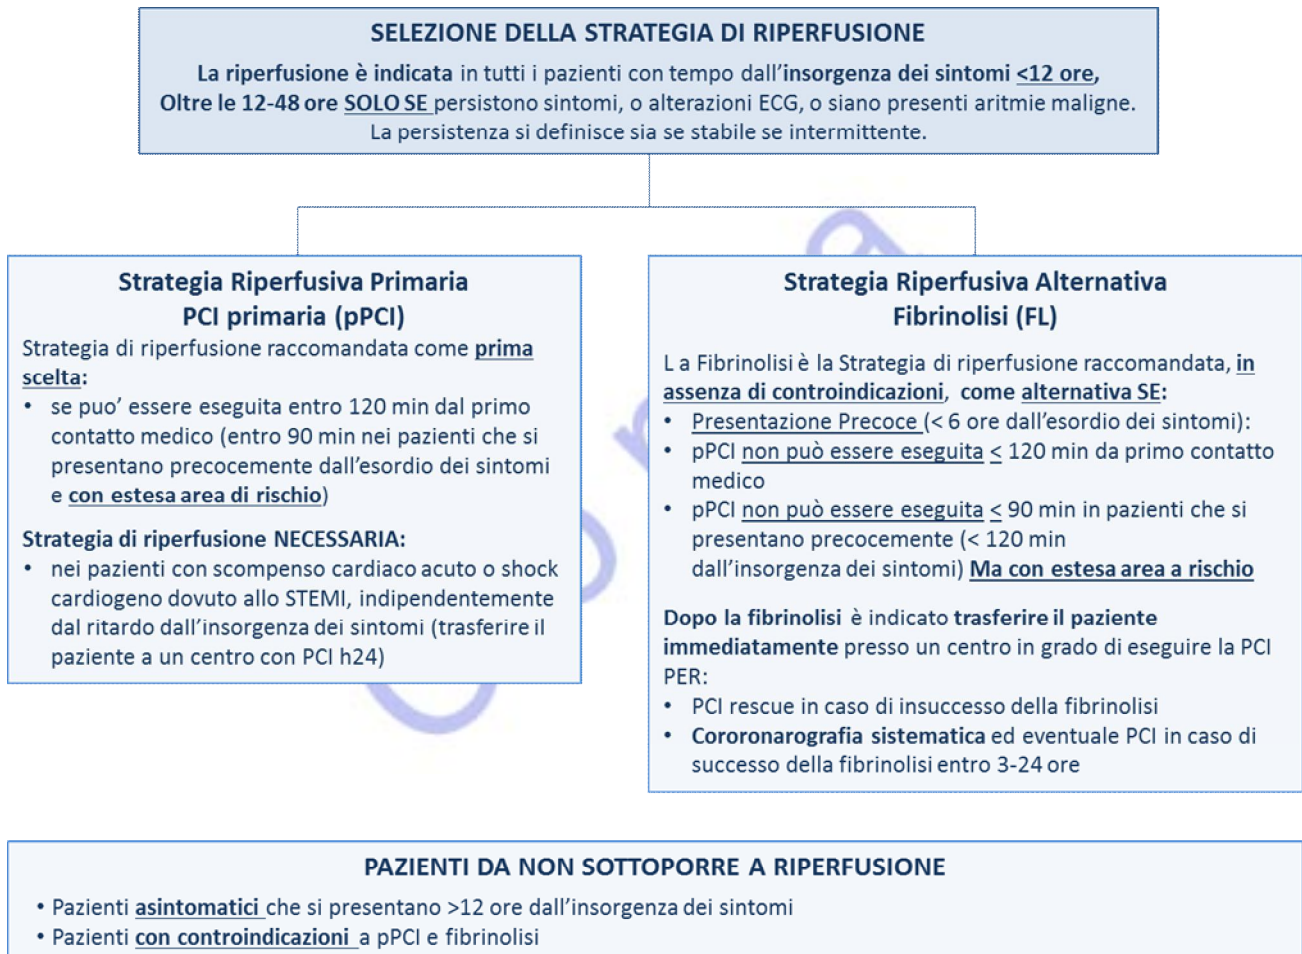 SELEZIONE DELLA STRATEGIA DI RIPERFUSIONE
La riperfusione è indicata in tutti i pazienti con tempo dall'insorgenza dei sintomi <12 ore,
Oltre le 12-48 ore SOLO SE persistono sintomi, o alterazioni ECG, o siano presenti aritmie maligne.
La persistenza si definisce sia se stabile se intermittente.
Strategia Riperfusiva Primaria
PCI primaria (pPCI)
Strategia di riperfusione raccomandata come prima
scelta:
• se puo' essere eseguita entro 120 min dal primo
contatto medico (entro 90 min nei pazienti che si
presentano precocemente dall'esordio dei sintomi
e con estesa area di rischio)
Strategia di riperfusione NECESSARIA:
• nei pazienti con scompenso cardiaco acuto o shock
cardiogeno dovuto allo STEMI, indipendentemente
dal ritardo dall'insorgenza dei sintomi (trasferire il
paziente a un centro con PCI h24)
Strategia Riperfusiva Alternativa
Fibrinolisi (FL)
L a Fibrinolisi è la Strategia di riperfusione raccomandata, in
assenza di controindicazioni, come alternativa SE:
• Presentazione Precoce (< 6 ore dall'esordio dei sintomi):
• pPCI non può essere eseguita < 120 min da primo contatto
medico
• pPCI non può essere eseguita < 90 min in pazienti che si
presentano precocemente (< 120 min
dall'insorgenza dei sintomi) Ma con estesa area a rischio
Dopo la fibrinolisi è indicato trasferire il paziente
immediatamente presso un centro in grado di eseguire la PCI
PER:
• PCI rescue in caso di insuccesso della fibrinolisi
• Cororonarografia sistematica ed eventuale PCI in caso di
successo della fibrinolisi entro 3-24 ore
PAZIENTI DA NON SOTTOPORRE A RIPERFUSIONE
• Pazienti asintomatici che si presentano >12 ore dall'insorgenza dei sintomi
• Pazienti con controindicazioni a pPCI e fibrinolisi